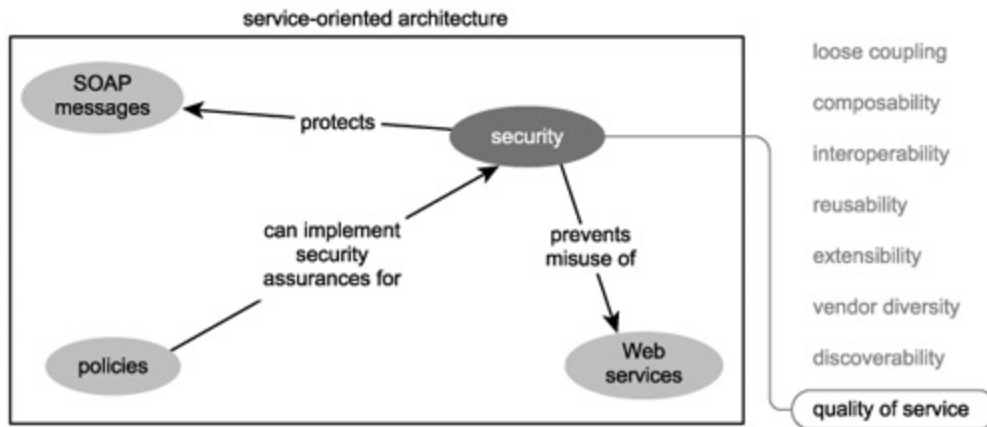 service-oriented architecture
SOAP
messages
protects
security
can implement
security
assurances for
prevents
misuse of
policies
Web
services
loose coupling
composability
interoperability
reusability
extensibility
vendor diversity
discoverability
quality of service